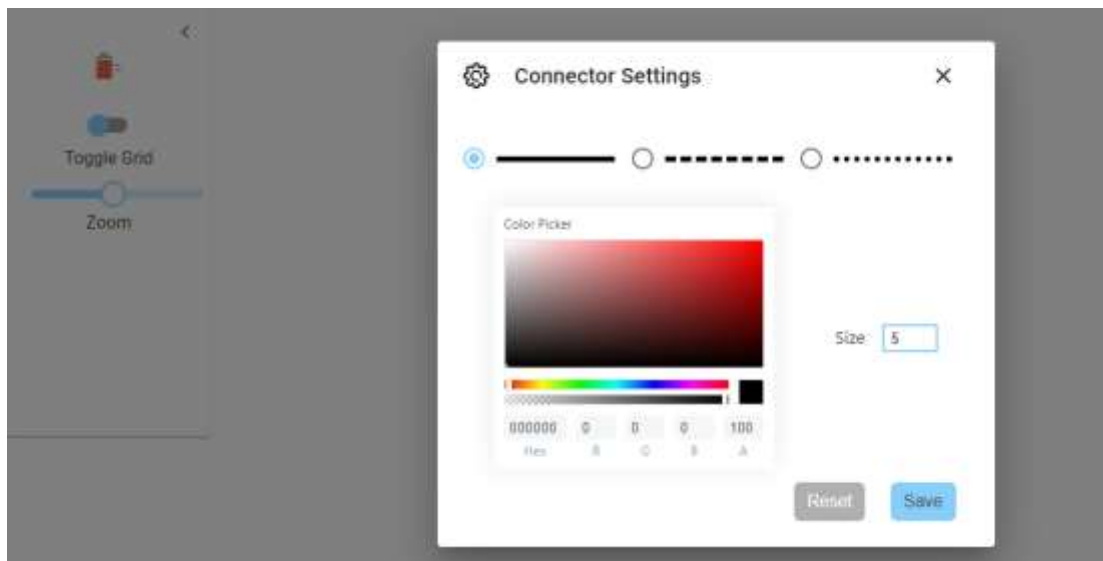 Connector Settings
Toggle Grid
Zoom
Color Picker
Size 5
000000 0 0 0 100
Hex R G B A
Reset Save